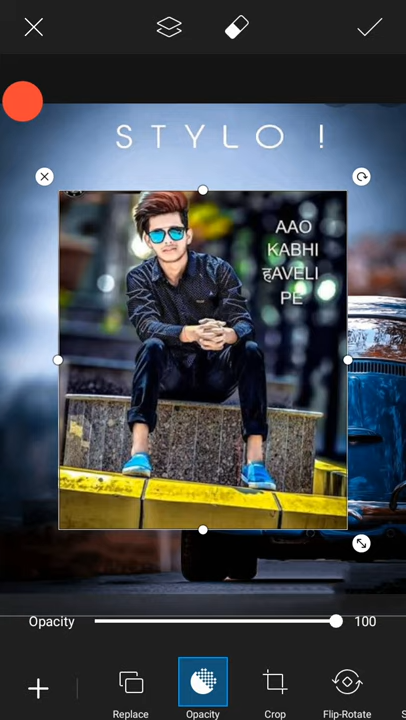 STYLO !
AAO
KABHI
हAVELI
PE
Opacity 100
Replace Opacity Crop Flip-Rotate